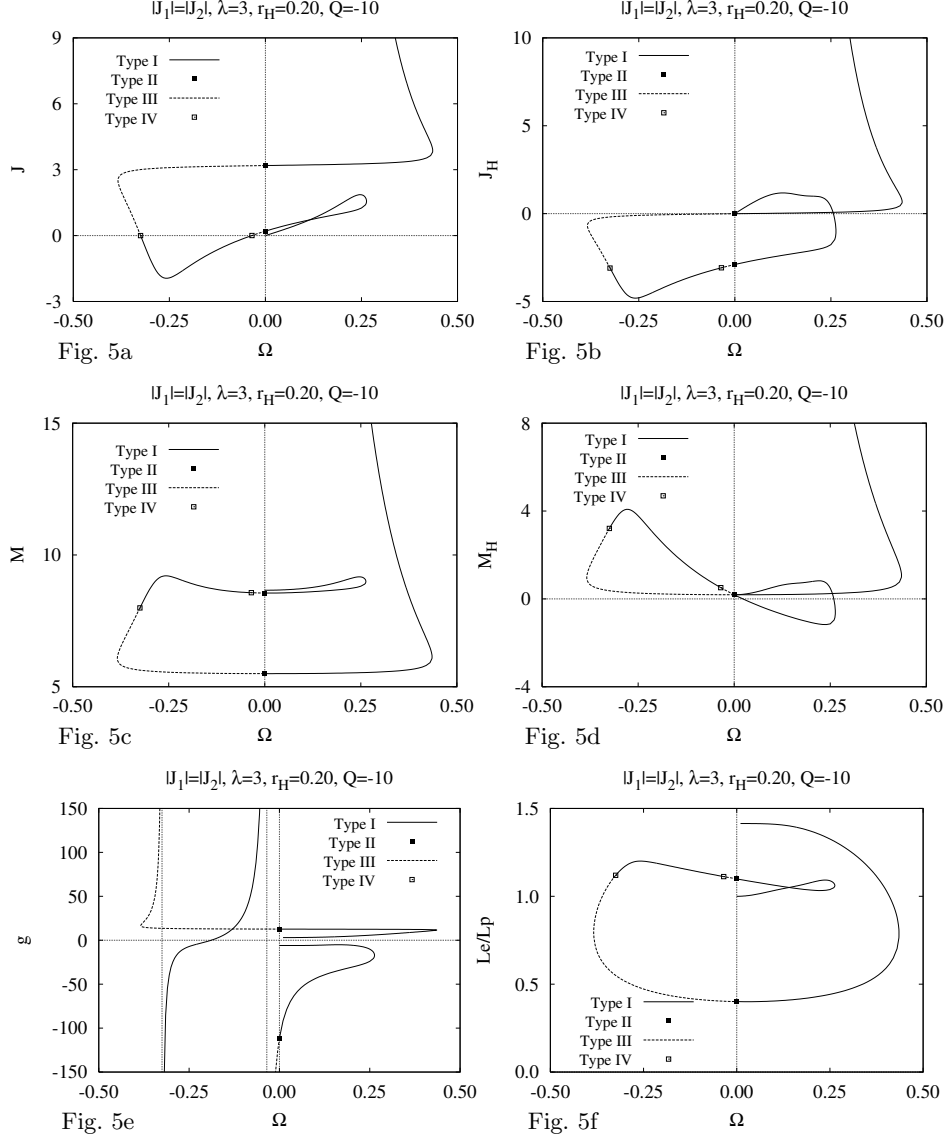 |J1|=|J2|, λ=3, rH=0.20, Q=-10
9
6
3
0
-3
J
Type I
Type II
Type III
Type IV
-0.50 -0.25 0.00 0.25 0.50
Fig. 5a Ω
|J1|=|J2|, λ=3, rH=0.20, Q=-10
10
5
0
-5
JH
Type I
Type II
Type III
Type IV
-0.50 -0.25 0.00 0.25 0.50
Fig. 5b Ω
|J1|=|J2|, λ=3, rH=0.20, Q=-10
15
10
5
M
Type I
Type II
Type III
Type IV
-0.50 -0.25 0.00 0.25 0.50
Fig. 5c Ω
|J1|=|J2|, λ=3, rH=0.20, Q=-10
8
4
0
-4
MH
Type I
Type II
Type III
Type IV
-0.50 -0.25 0.00 0.25 0.50
Fig. 5d Ω
|J1|=|J2|, λ=3, rH=0.20, Q=-10
150
100
50
0
-50
-100
-150
g
Type I
Type II
Type III
Type IV
-0.50 -0.25 0.00 0.25 0.50
Fig. 5e Ω
|J1|=|J2|, λ=3, rH=0.20, Q=-10
1.5
1.0
0.5
0.0
Le/Lp
Type I
Type II
Type III
Type IV
-0.50 -0.25 0.00 0.25 0.50
Fig. 5f Ω